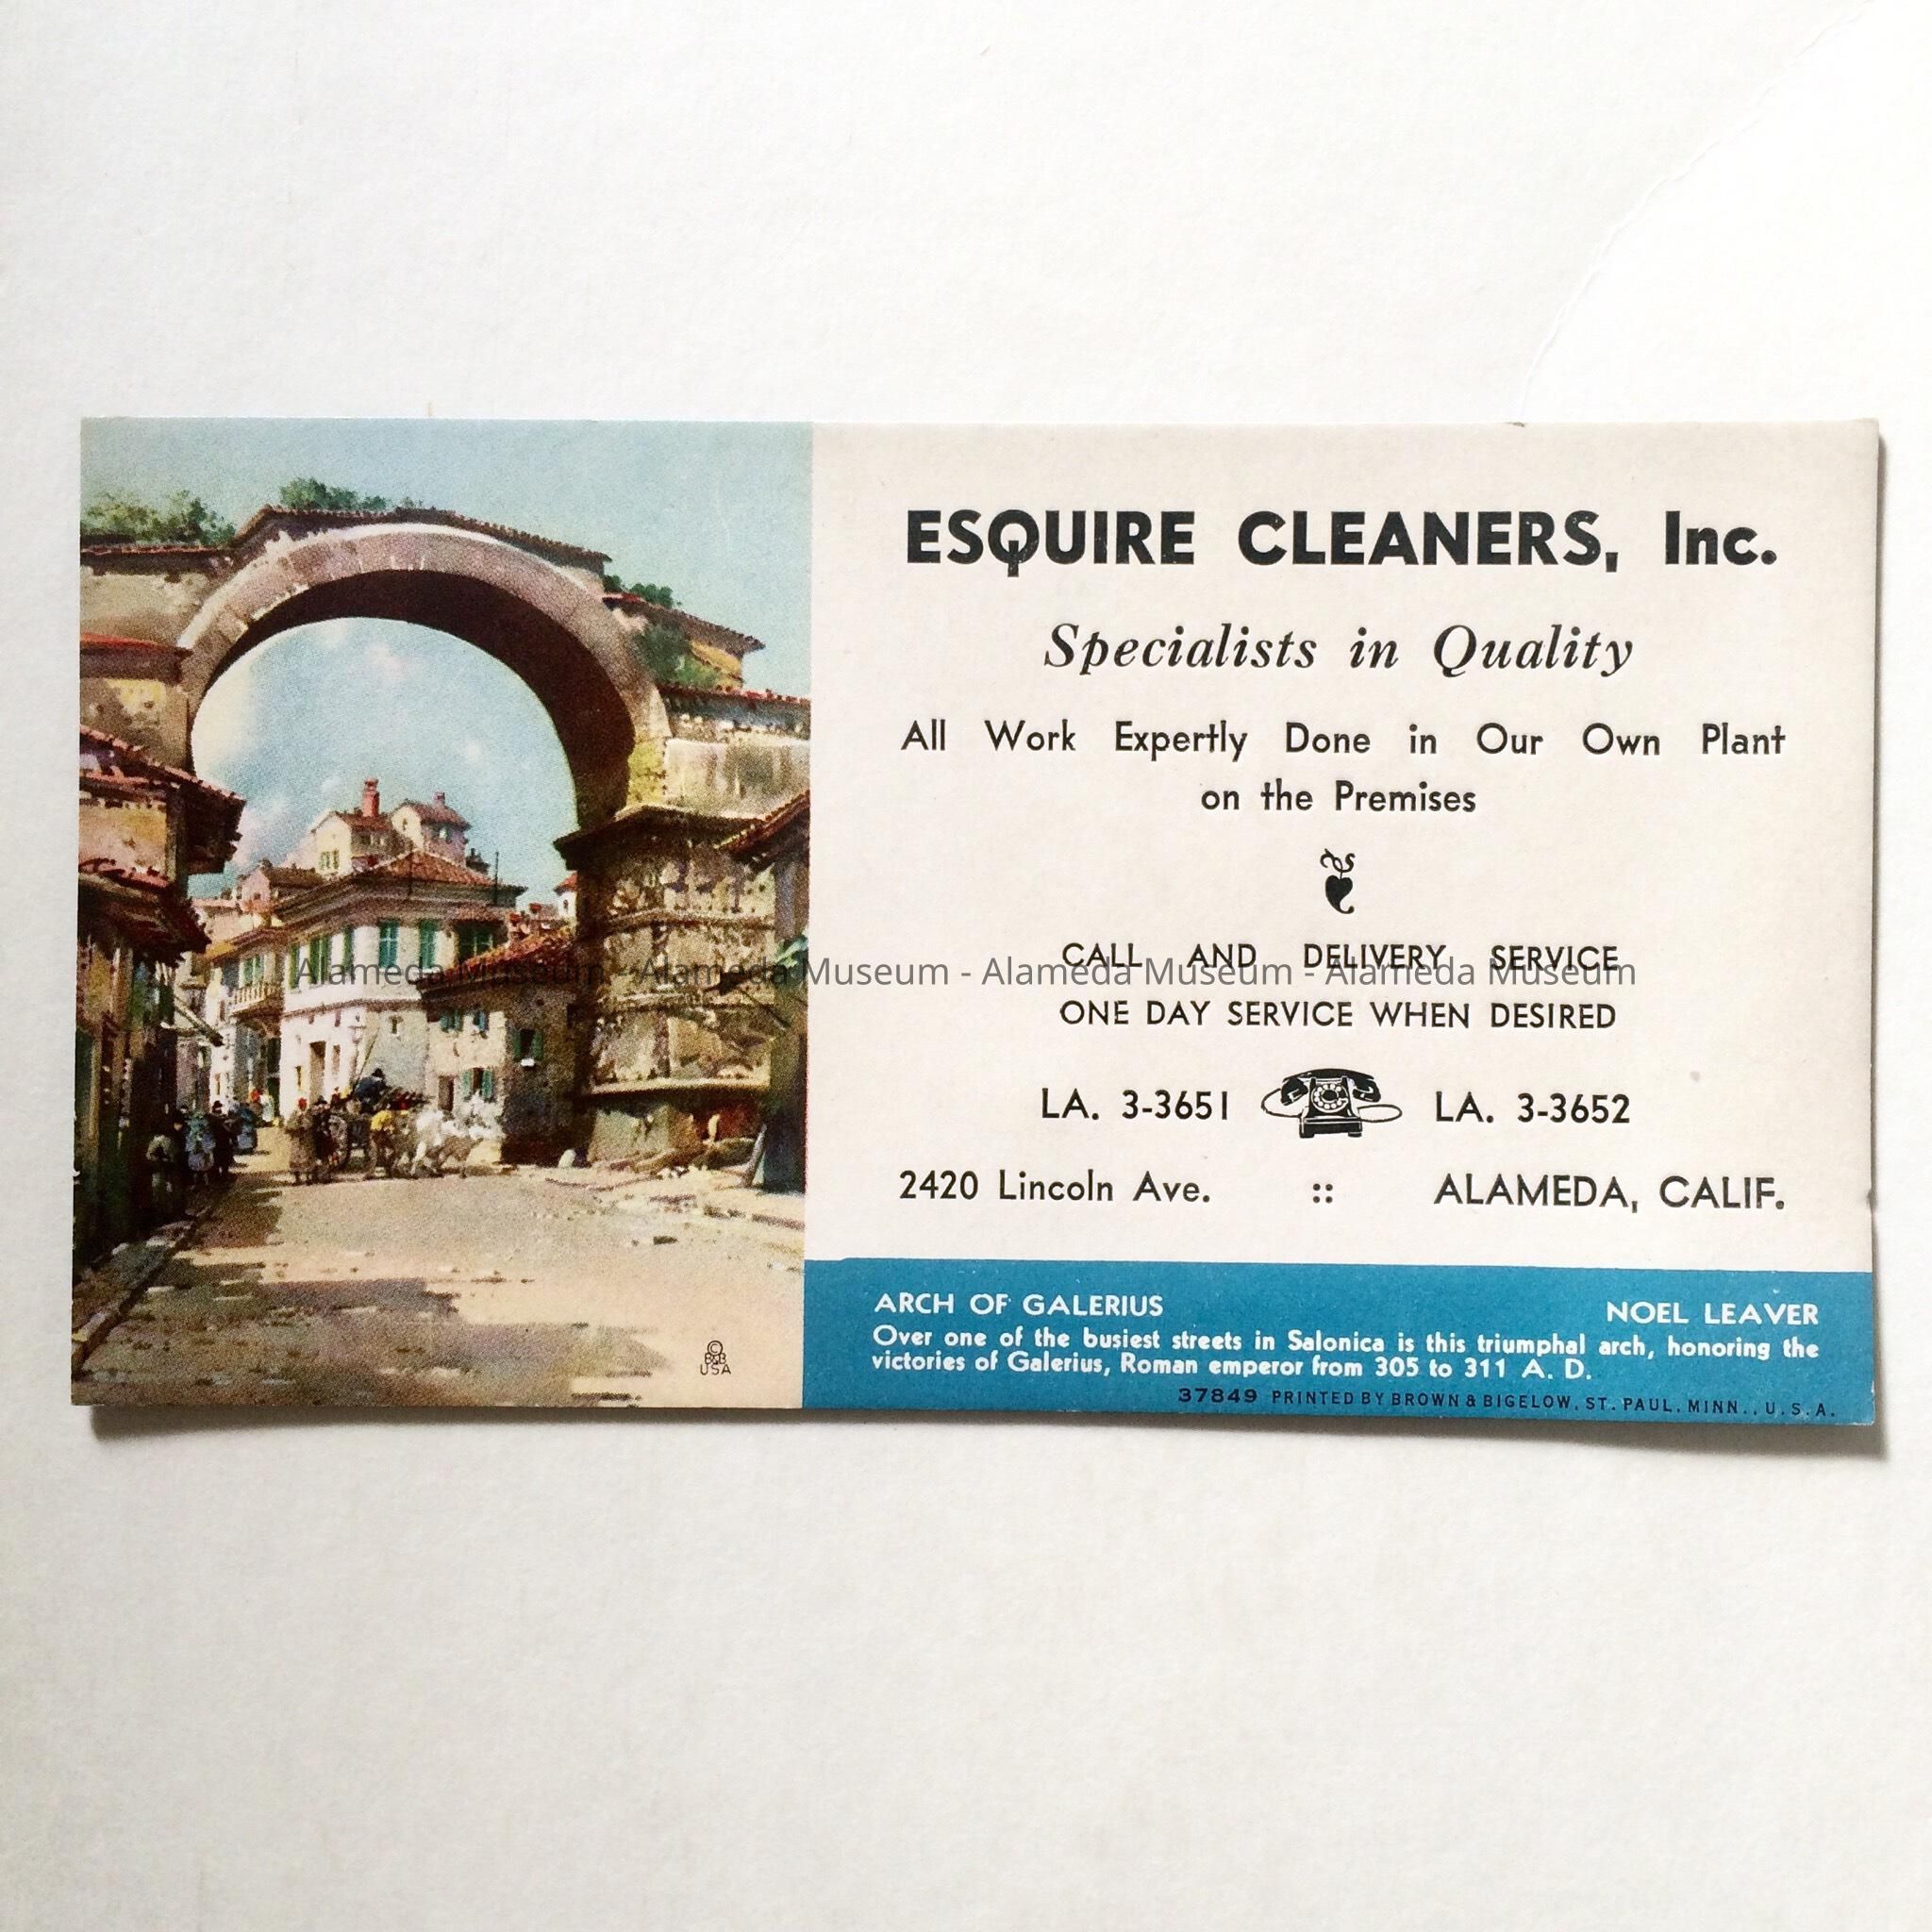 ESQUIRE CLEANERS, Inc.
Specialists in Quality
All Work Expertly Done in Our Own Plant
on the Premises
CALL AND DELIVERY SERVICE
Alameda Museum - Alameda Museum - Alameda Museum - Alameda Museum
ONE DAY SERVICE WHEN DESIRED
LA. 3-3651 LA. 3-3652
2420 Lincoln Ave. :: ALAMEDA, CALIF.
ARCH OF GALERIUS NOEL LEAVER
Over one of the busiest streets in Salonica is this triumphal arch, honoring the
victories of Galerius, Roman emperor from 305 to 311 A. D.
37849 PRINTED BY BROWN & BIGELOW, ST. PAUL, MINN., U.S.A.
©
B&B
USA